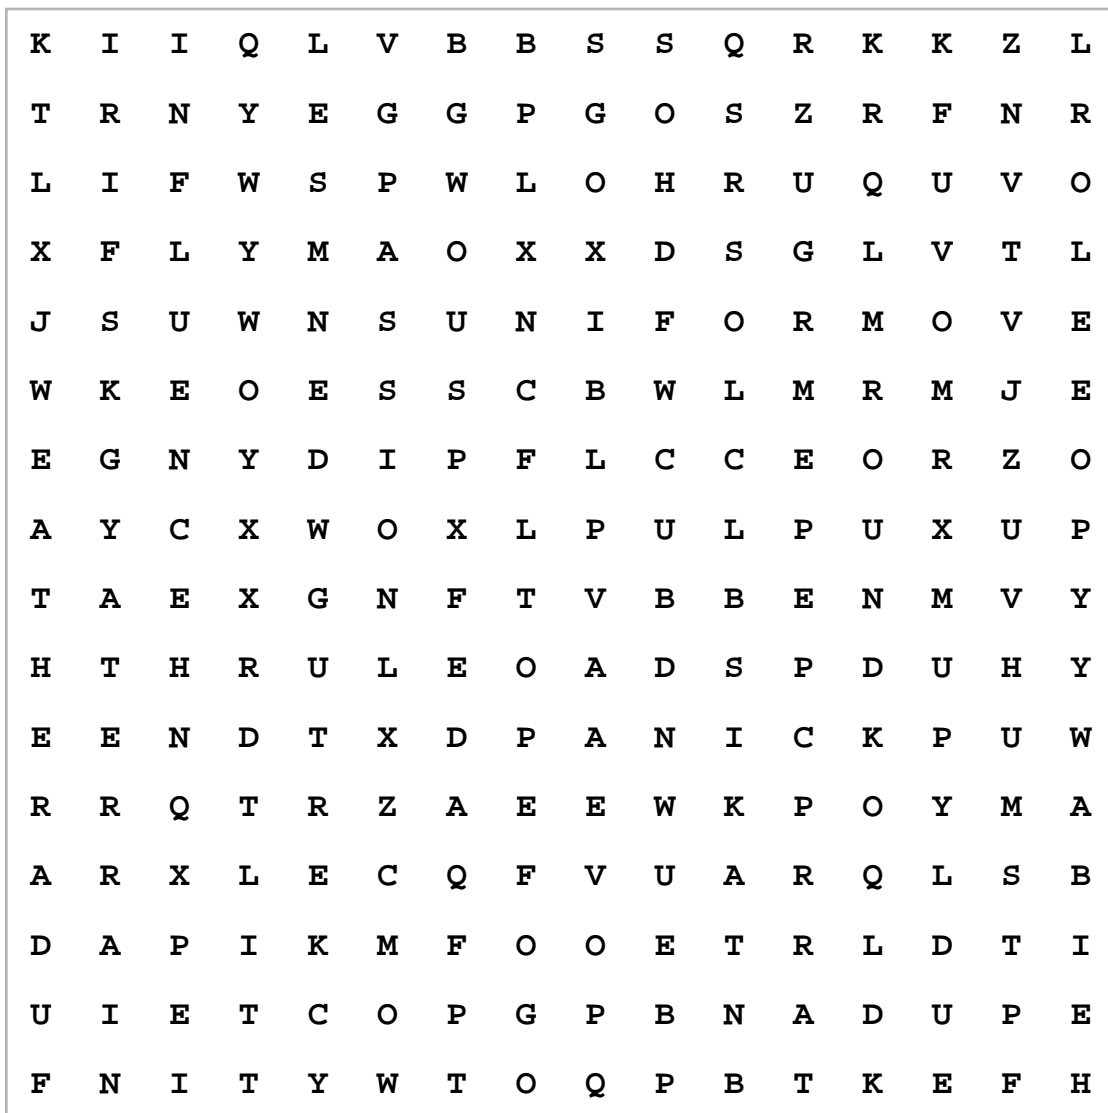 K I I Q L V B B S S Q R K K Z L
T R N Y E G G P G O S Z R F N R
L I F W S P W L O H R U Q U V O
X F L Y M A O X X D S G L V T L
J S U W N S U N I F O R M O V E
W K E O E S S C B W L M R M J E
E G N Y D I P F L C C E O R Z O
A Y C X W O X L P U L P U X U P
T A E X G N F T V B B E N M V Y
H T H R U L E O A D S P D U H Y
E E N D T X D P A N I C K P U W
R R Q T R Z A E E W K P O Y M A
A R X L E C Q F V U A R Q L S B
D A P I K M F O O E T R L D T I
U I E T C O P G P B N A D U P E
F N I T Y W T O Q P B T K E F H